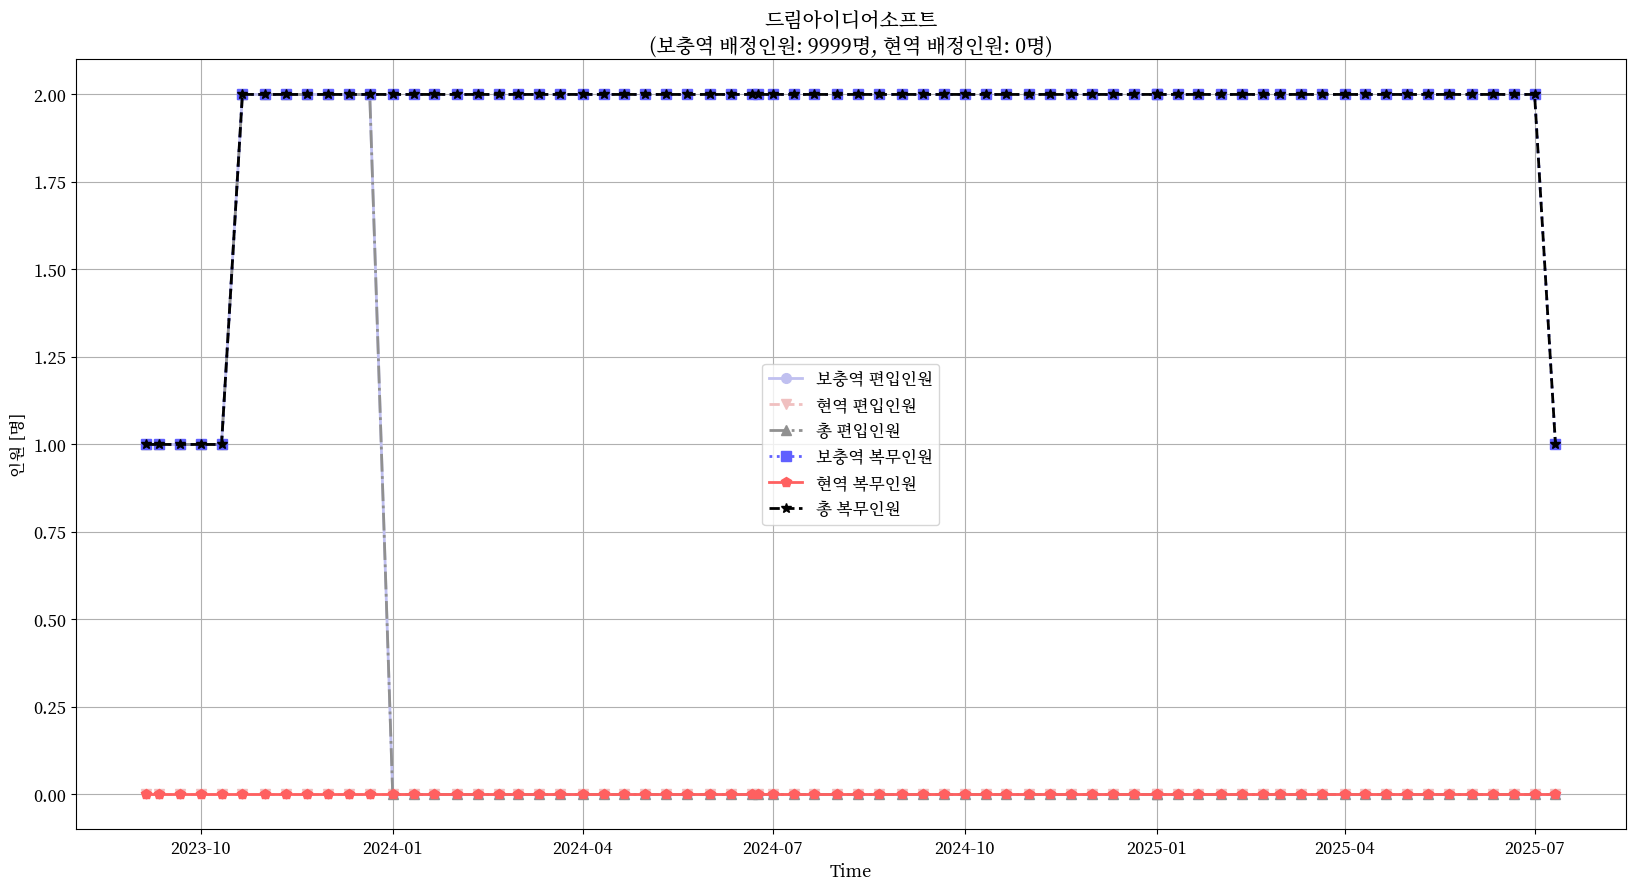 드림아이디어소프트
(보충역 배정인원: 9999명, 현역 배정인원: 0명)
인원 [명]
2.00
1.75
1.50
1.25
1.00
0.75
0.50
0.25
0.00
보충역 편입인원
현역 편입인원
총 편입인원
보충역 복무인원
현역 복무인원
총 복무인원
2023-10
2024-01
2024-04
2024-07
2024-10
2025-01
2025-04
2025-07
Time